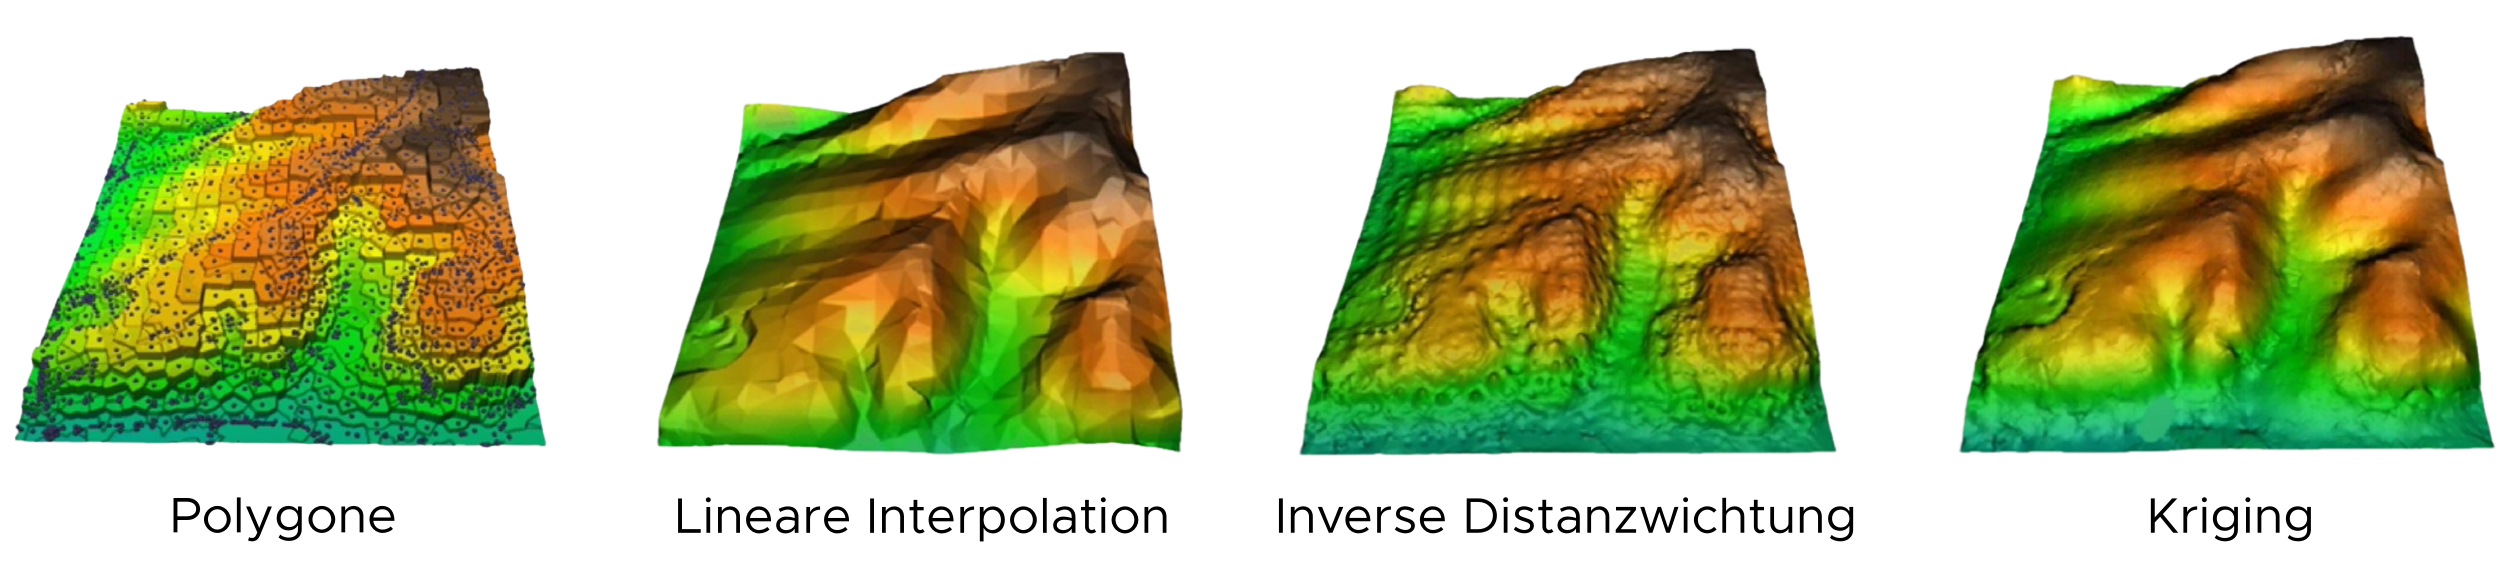 Polygone
Lineare Interpolation
Inverse Distanzwichtung
Kriging